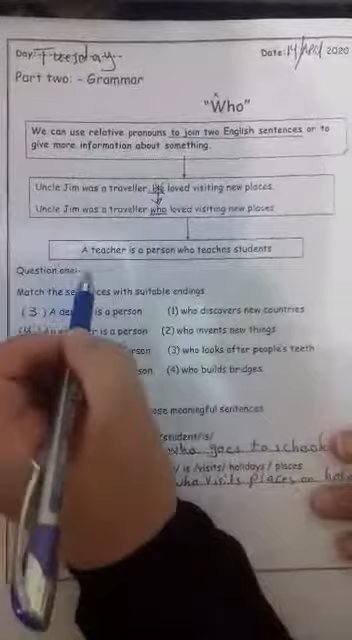 Day: Tuesday Date: 14/April 2020
Part two: - Grammar
"Who"
We can use relative pronouns to join two English sentences or to
give more information about something.
Uncle Jim was a traveller. He loved visiting new places.
Uncle Jim was a traveller who loved visiting new places
A teacher is a person who teaches students
Question one:-
Match the se ces with suitable endings
(3) A de is a person (1) who discovers new countries
(4) An er is a person (2) who invents new things
rson (3) who looks after people's teeth
son (4) who builds bridges
ose meaningful sentences
/student/is/
who goes to school
/ is /visits/ holidays / places
who visits places on